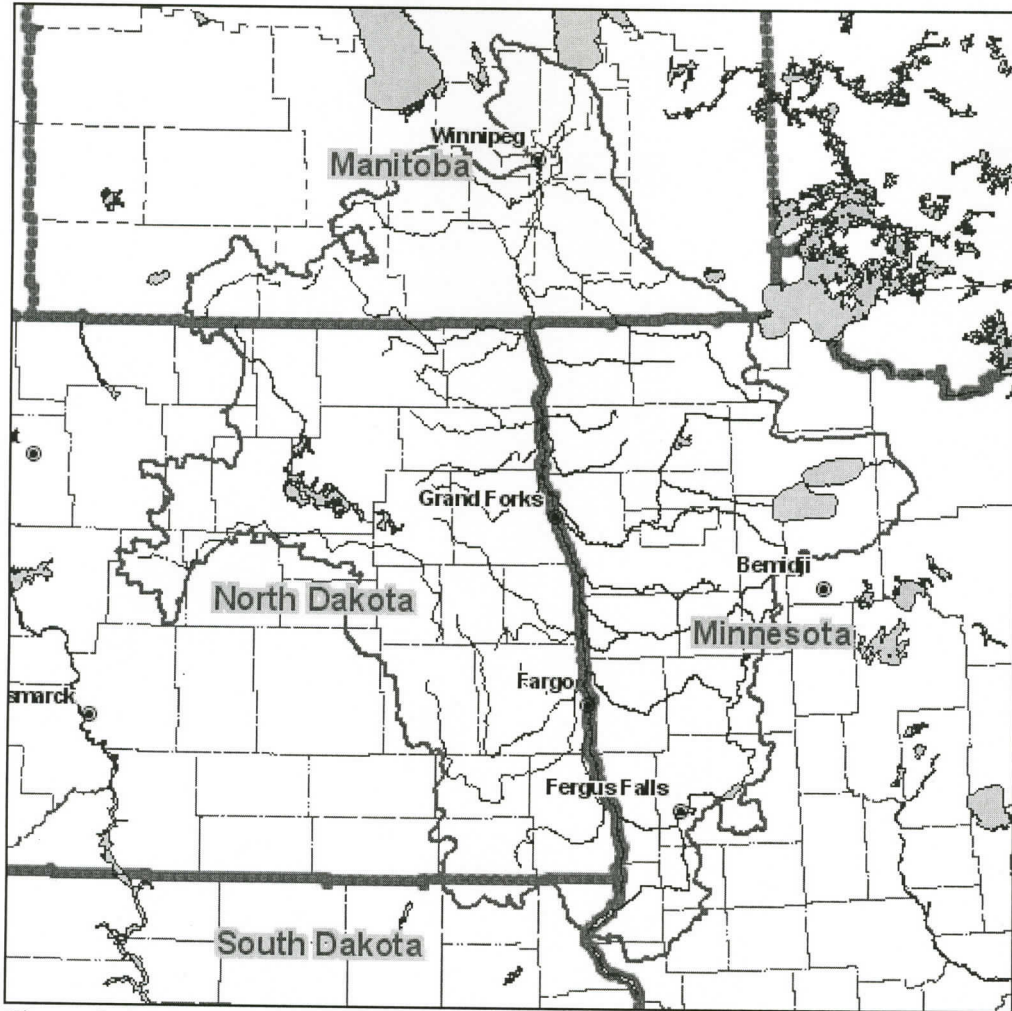 Winnipeg
Manitoba
t
Grand Forks
Bemidji
North Dakota
Minnesota
Fargo
smarck
Fergus Falls
South Dakota